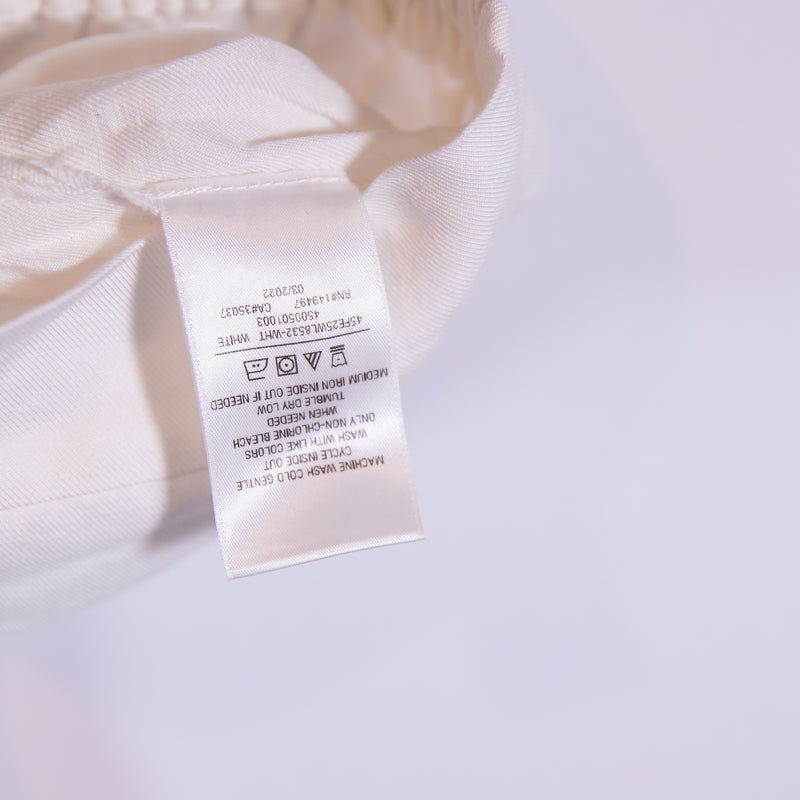 MACHINE WASH COLD GENTLE
CYCLE INSIDE OUT
WASH WITH LIKE COLORS
ONLY NON-CHLORINE BLEACH
WHEN NEEDED
TUMBLE DRY LOW
MEDIUM IRON INSIDE OUT IF NEEDED
4SFE25WL8532-WHT WHITE
4500501003
RN#149497 CA#35037
03/2022